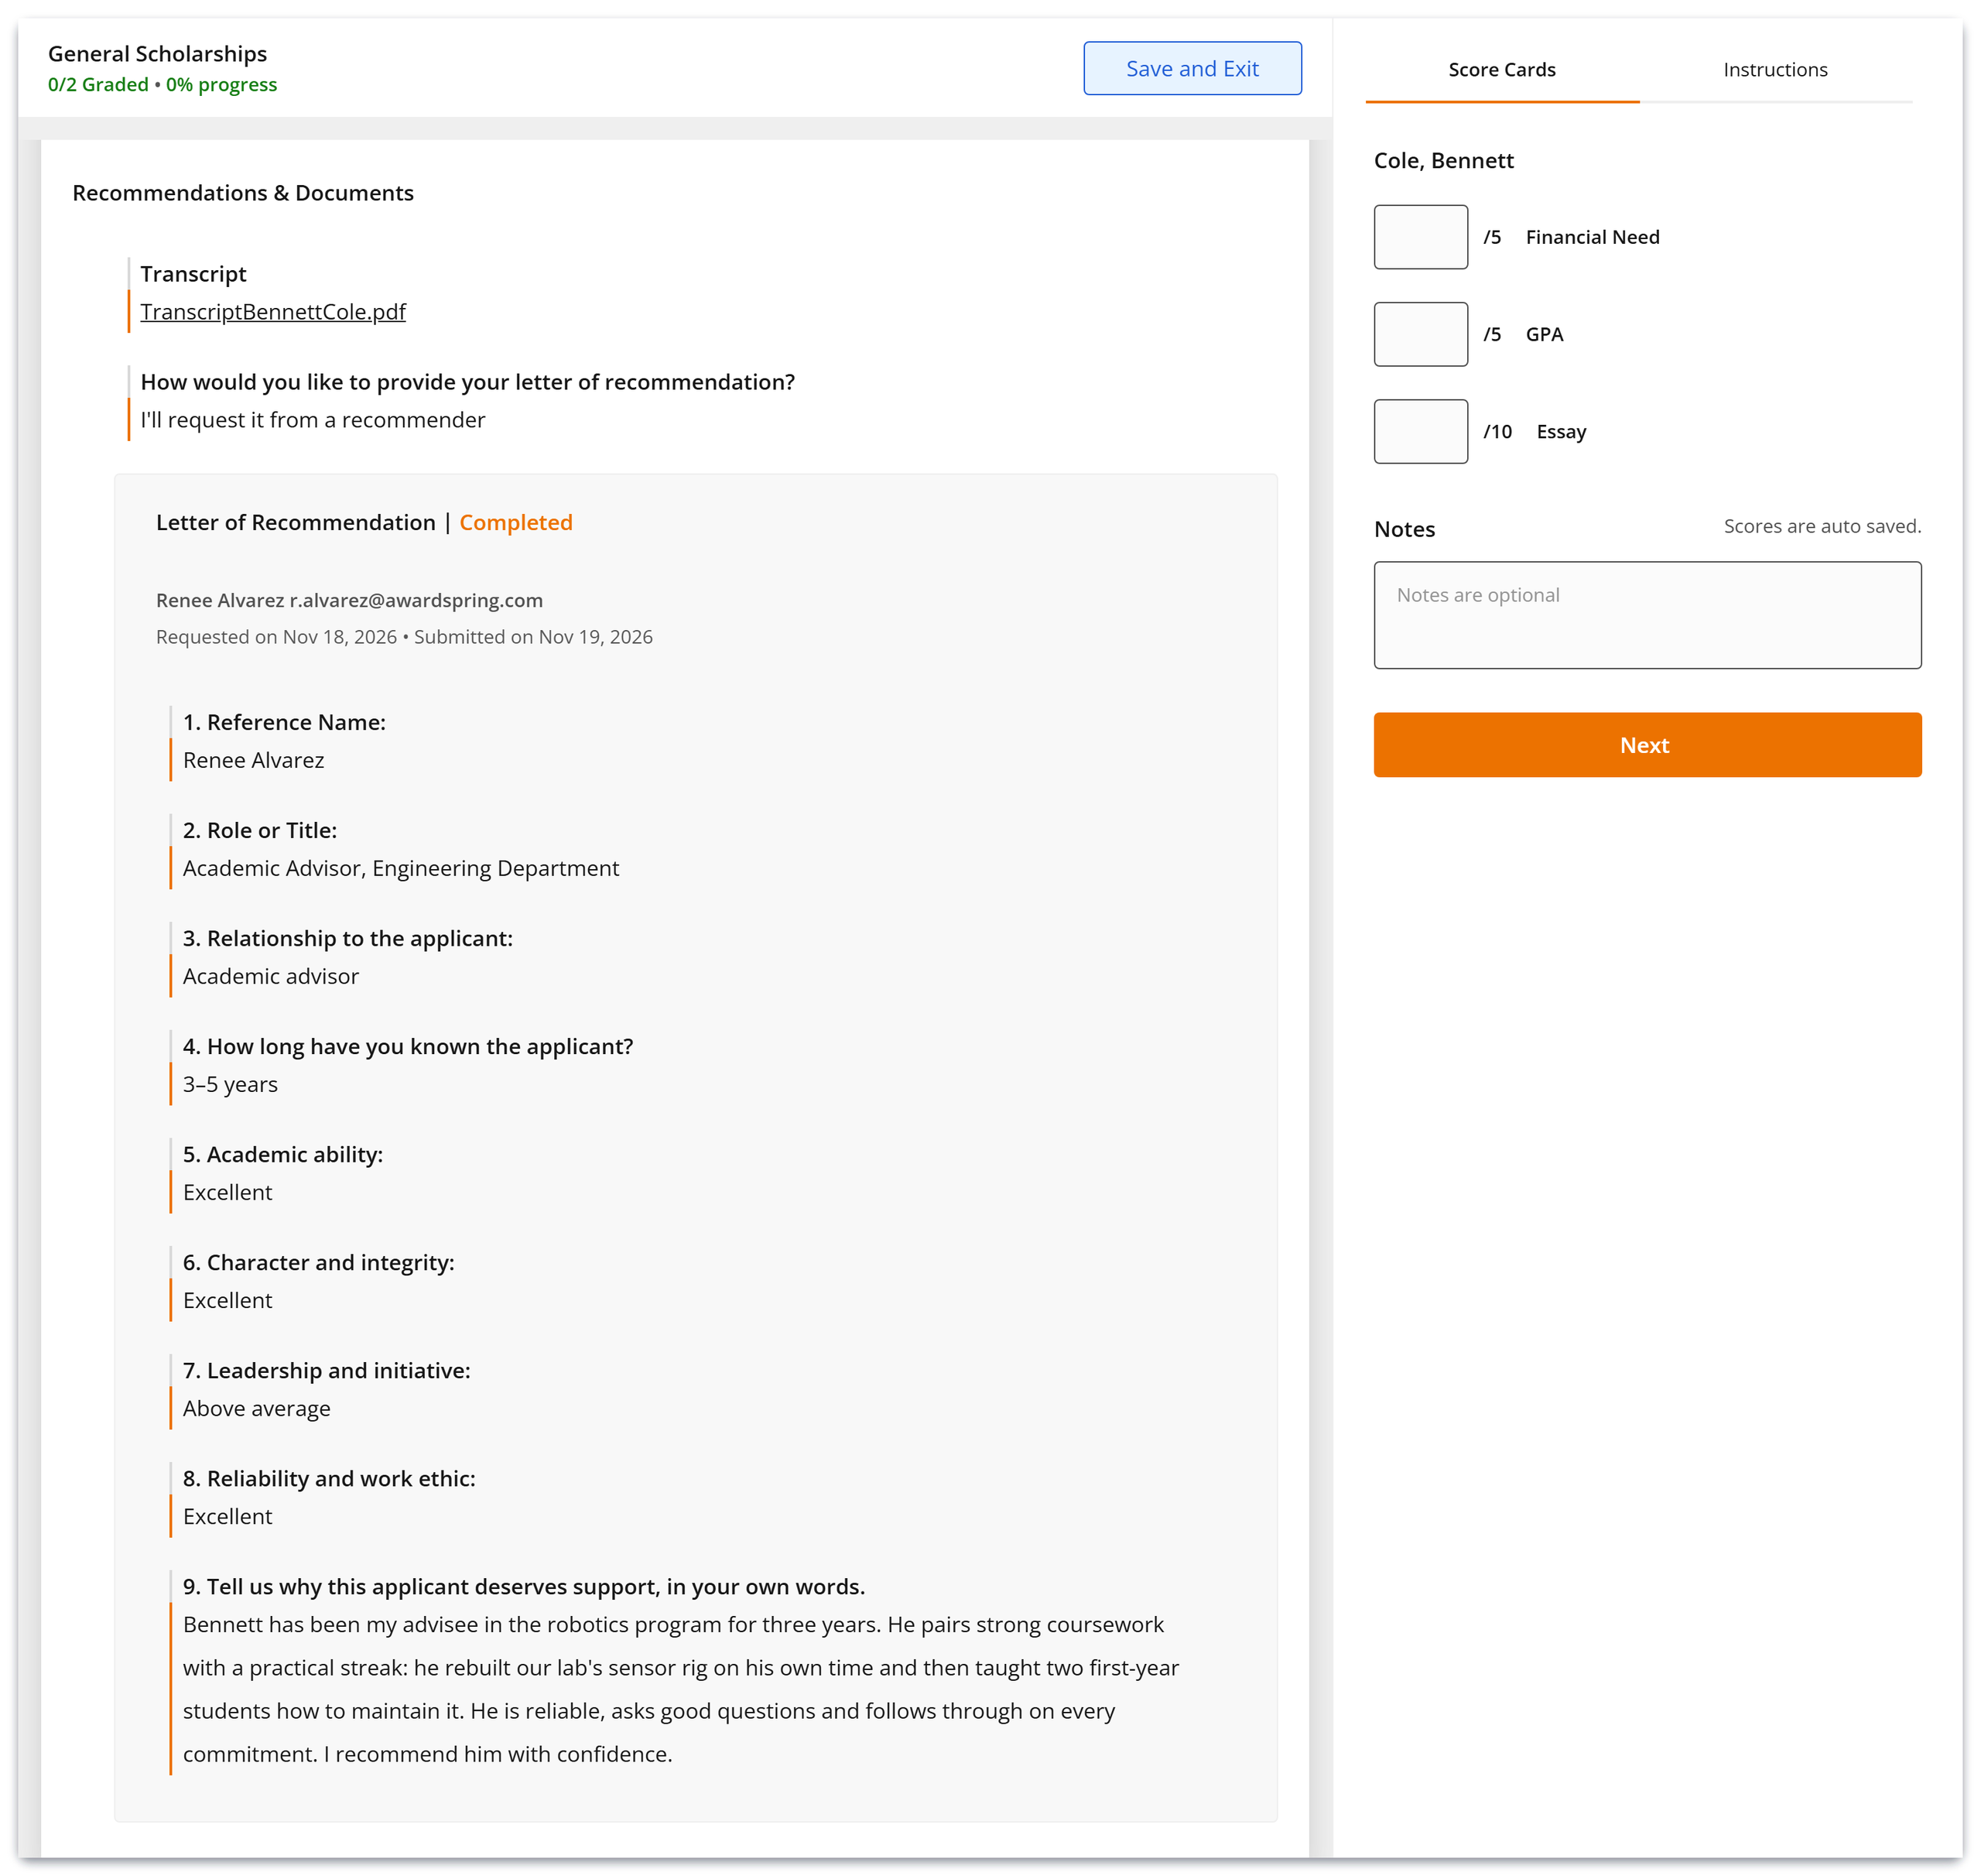 General Scholarships
0/2 Graded • 0% progress
Save and Exit
Recommendations & Documents
Transcript
TranscriptBennettCole.pdf
How would you like to provide your letter of recommendation?
I'll request it from a recommender
Letter of Recommendation | Completed
Renee Alvarez r.alvarez@awardspring.com
Requested on Nov 18, 2026 • Submitted on Nov 19, 2026
1. Reference Name:
Renee Alvarez
2. Role or Title:
Academic Advisor, Engineering Department
3. Relationship to the applicant:
Academic advisor
4. How long have you known the applicant?
3–5 years
5. Academic ability:
Excellent
6. Character and integrity:
Excellent
7. Leadership and initiative:
Above average
8. Reliability and work ethic:
Excellent
9. Tell us why this applicant deserves support, in your own words.
Bennett has been my advisee in the robotics program for three years. He pairs strong coursework
with a practical streak: he rebuilt our lab's sensor rig on his own time and then taught two first-year
students how to maintain it. He is reliable, asks good questions and follows through on every
commitment. I recommend him with confidence.
Score Cards
Instructions
Cole, Bennett
/5 Financial Need
/5 GPA
/10 Essay
Notes
Scores are auto saved.
Notes are optional
Next